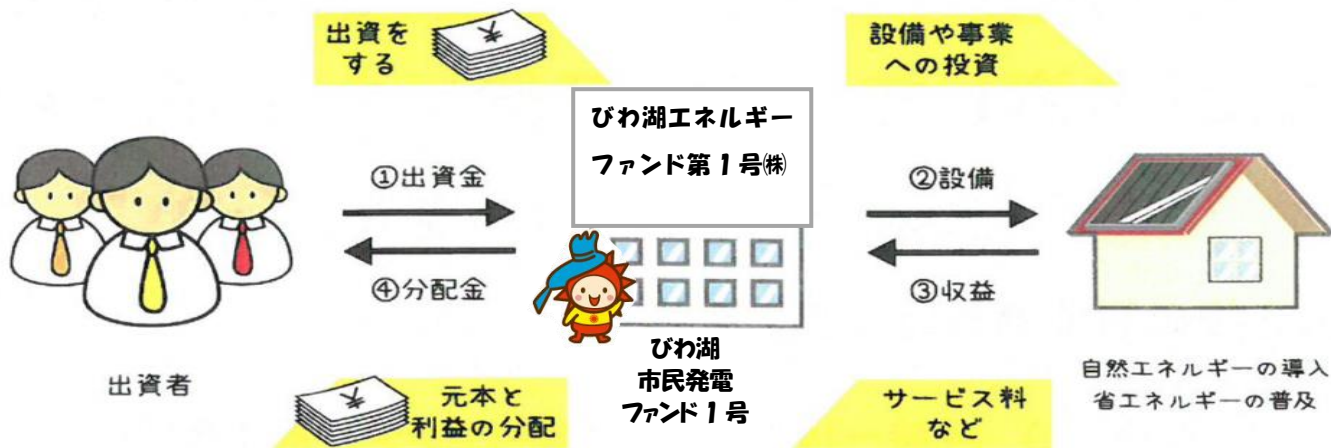 出資を
する
設備や事業
への投資
びわ湖エネルギー
ファンド第1号㈱
①出資金
②設備
④分配金
③収益
出資者
びわ湖
市民発電
ファンド1号
自然エネルギーの導入
省エネルギーの普及
元本と
利益の分配
サービス料
など